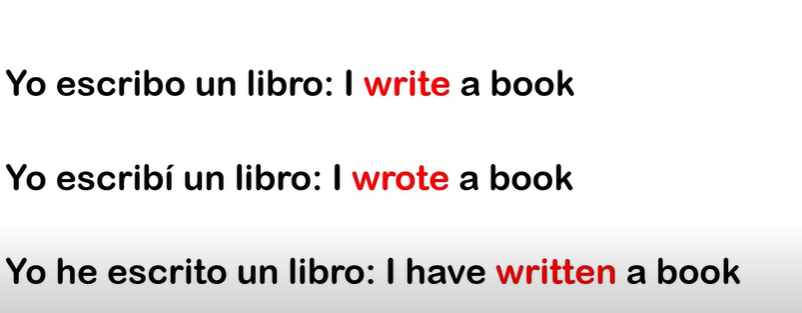 Yo escribo un libro: I write a book
Yo escribí un libro: I wrote a book
Yo he escrito un libro: I have written a book